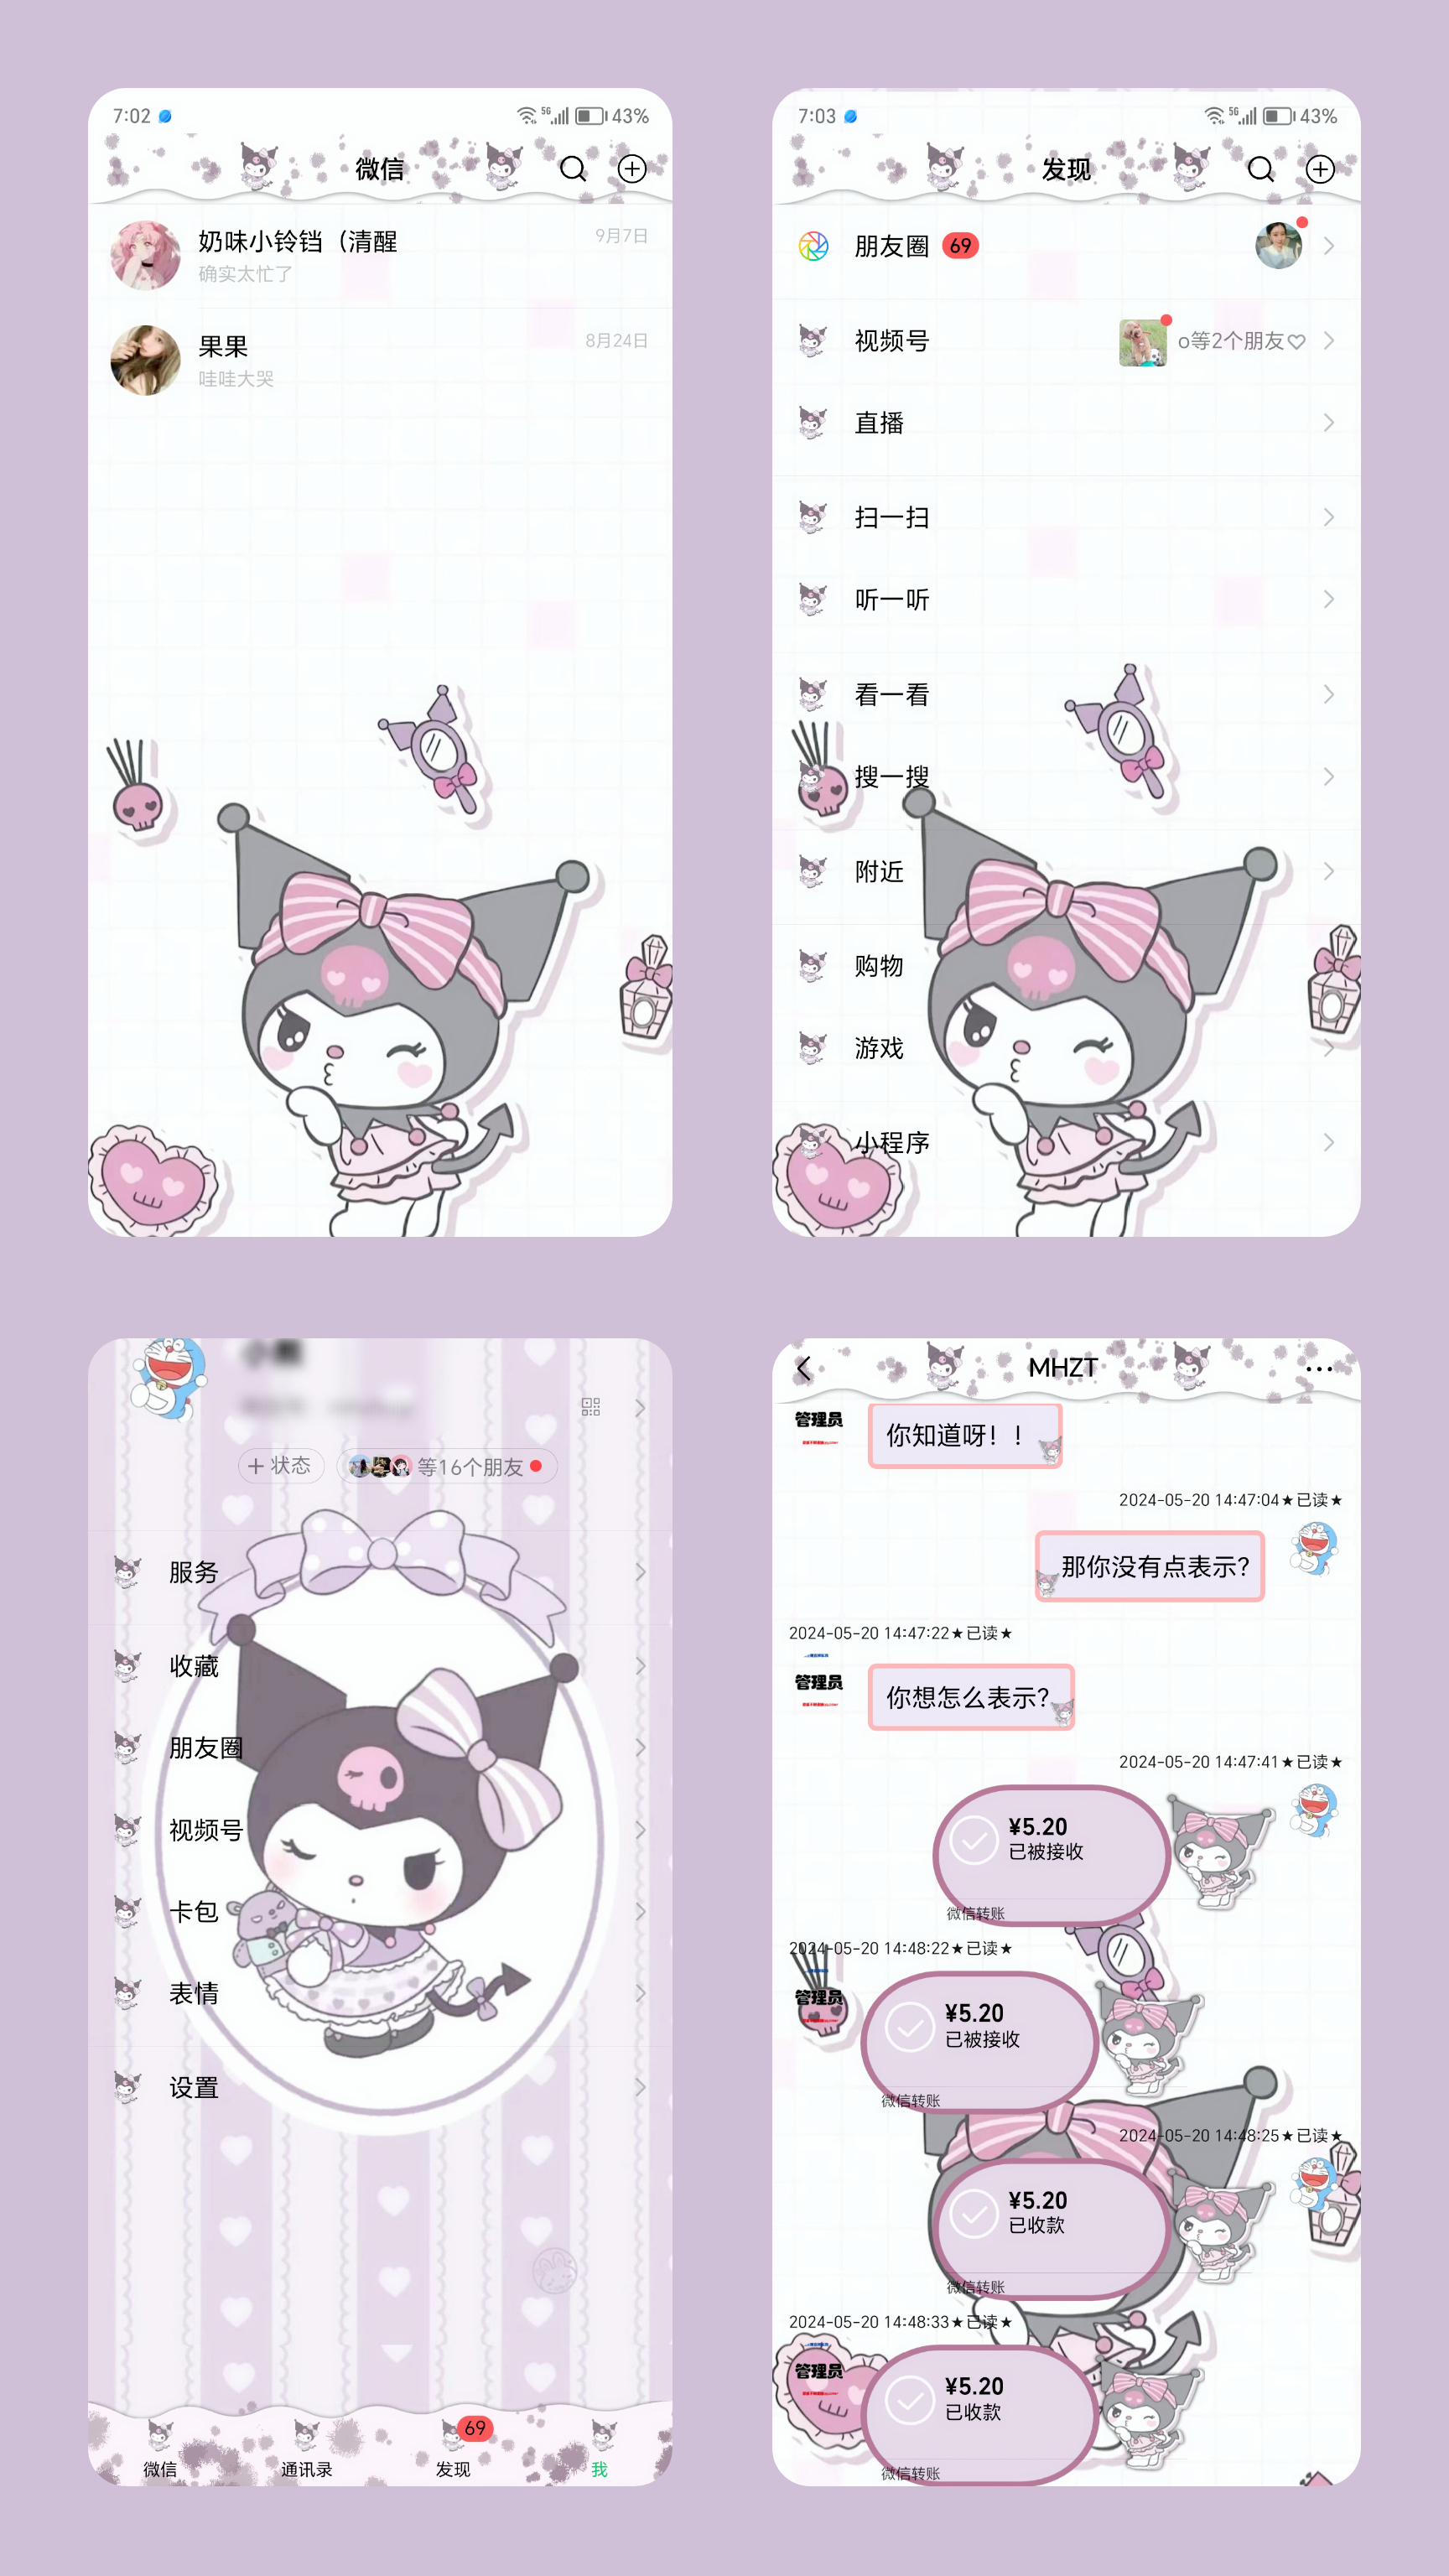 7:02
5G
43%
微信
奶味小铃铛（清醒
9月7日
确实太忙了
果果
8月24日
哇哇大哭
7:03
5G
43%
发现
朋友圈 69
视频号
o等2个朋友♡
直播
扫一扫
听一听
看一看
搜一搜
附近
购物
游戏
小程序
+ 状态
等16个朋友
服务
收藏
朋友圈
视频号
卡包
表情
设置
69
微信
通讯录
发现
我
MHZT
管理员
你知道呀！！
2024-05-20 14:47:04★已读★
那你没有点表示?
2024-05-20 14:47:22★已读★
管理员
你想怎么表示?
2024-05-20 14:47:41★已读★
¥5.20
已被接收
微信转账
2024-05-20 14:48:22★已读★
管理员
¥5.20
已被接收
微信转账
2024-05-20 14:48:25★已读★
¥5.20
已收款
微信转账
2024-05-20 14:48:33★已读★
管理员
¥5.20
已收款
微信转账